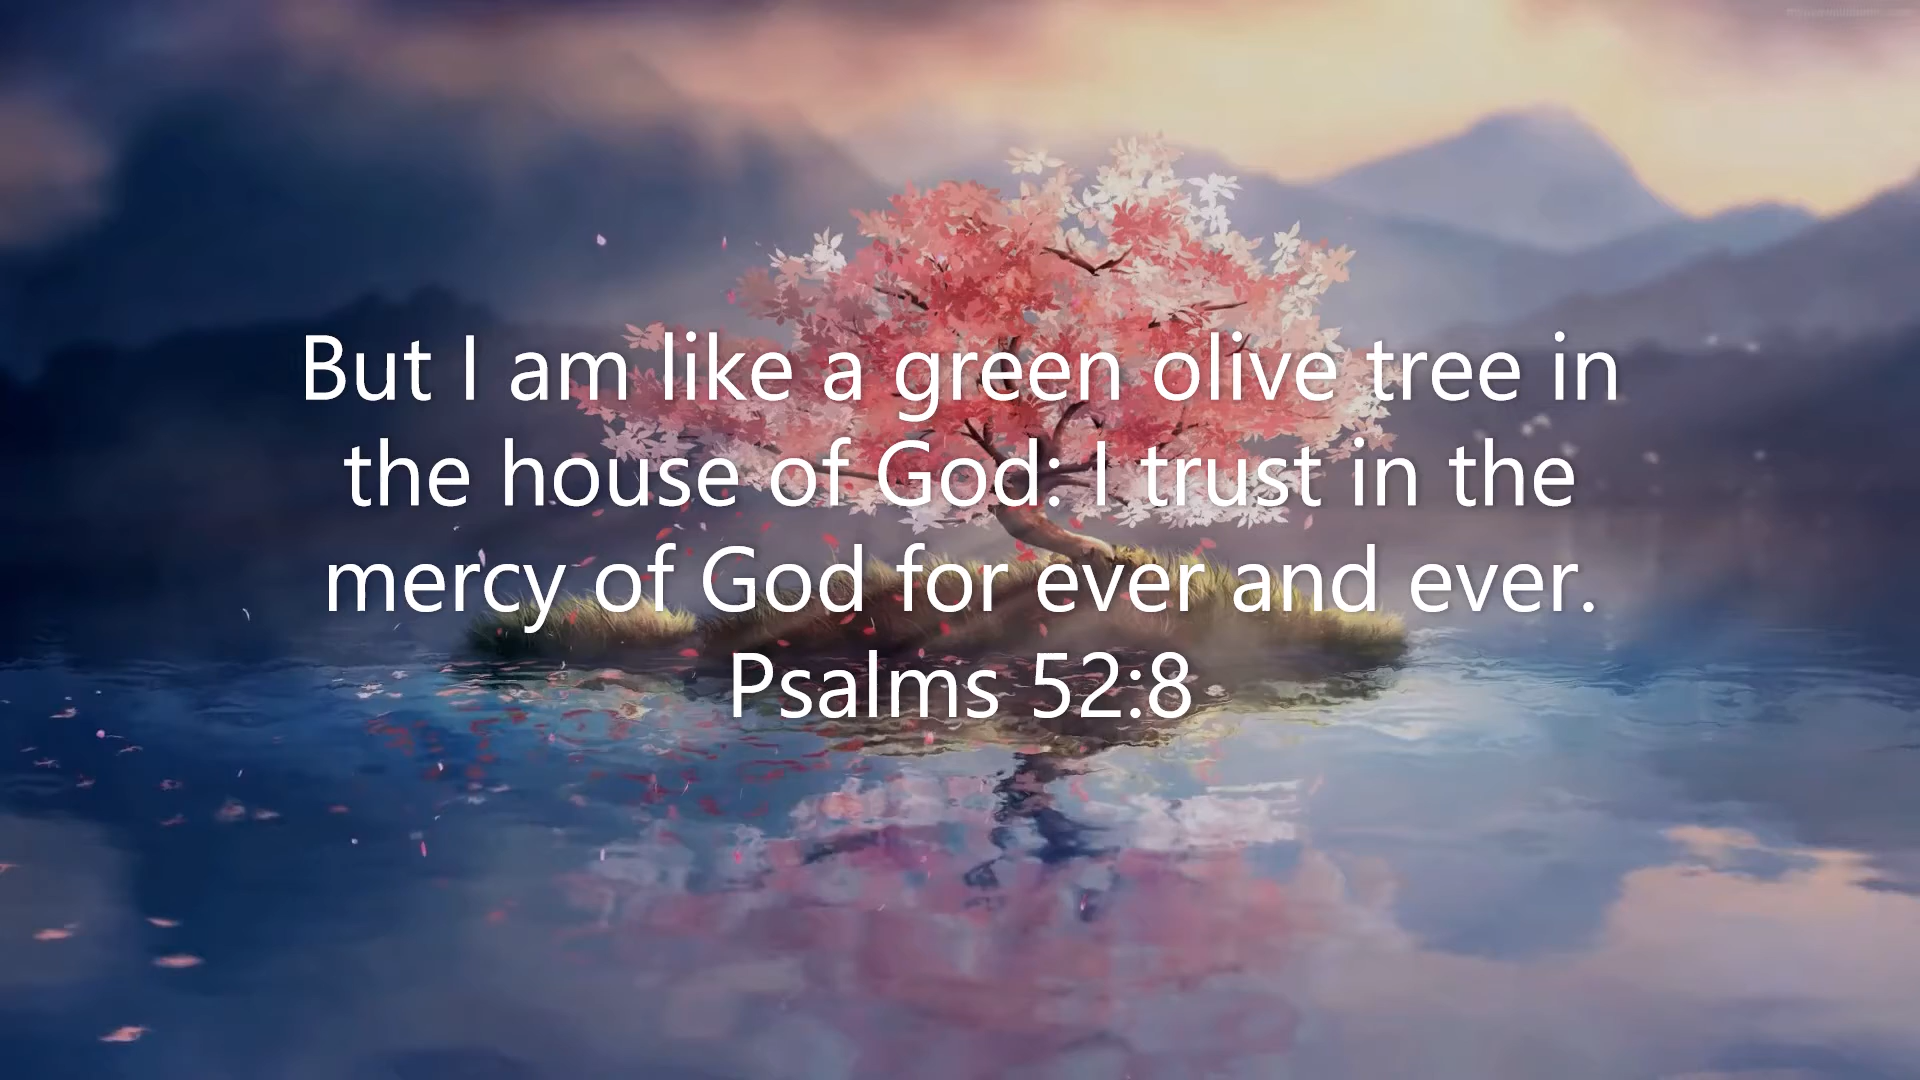 But I am like a green olive tree in
the house of God: I trust in the
mercy of God for ever and ever.
Psalms 52:8